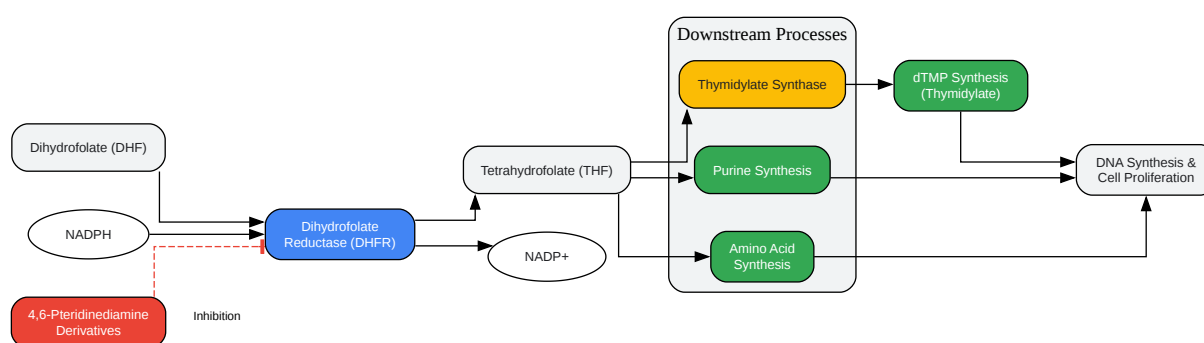 Downstream Processes
Thymidylate Synthase
dTMP Synthesis
(Thymidylate)
Dihydrofolate (DHF)
Tetrahydrofolate (THF)
Purine Synthesis
DNA Synthesis &
Cell Proliferation
NADPH
Dihydrofolate
Reductase (DHFR)
NADP+
Amino Acid
Synthesis
4,6-Pteridinediamine
Derivatives
Inhibition